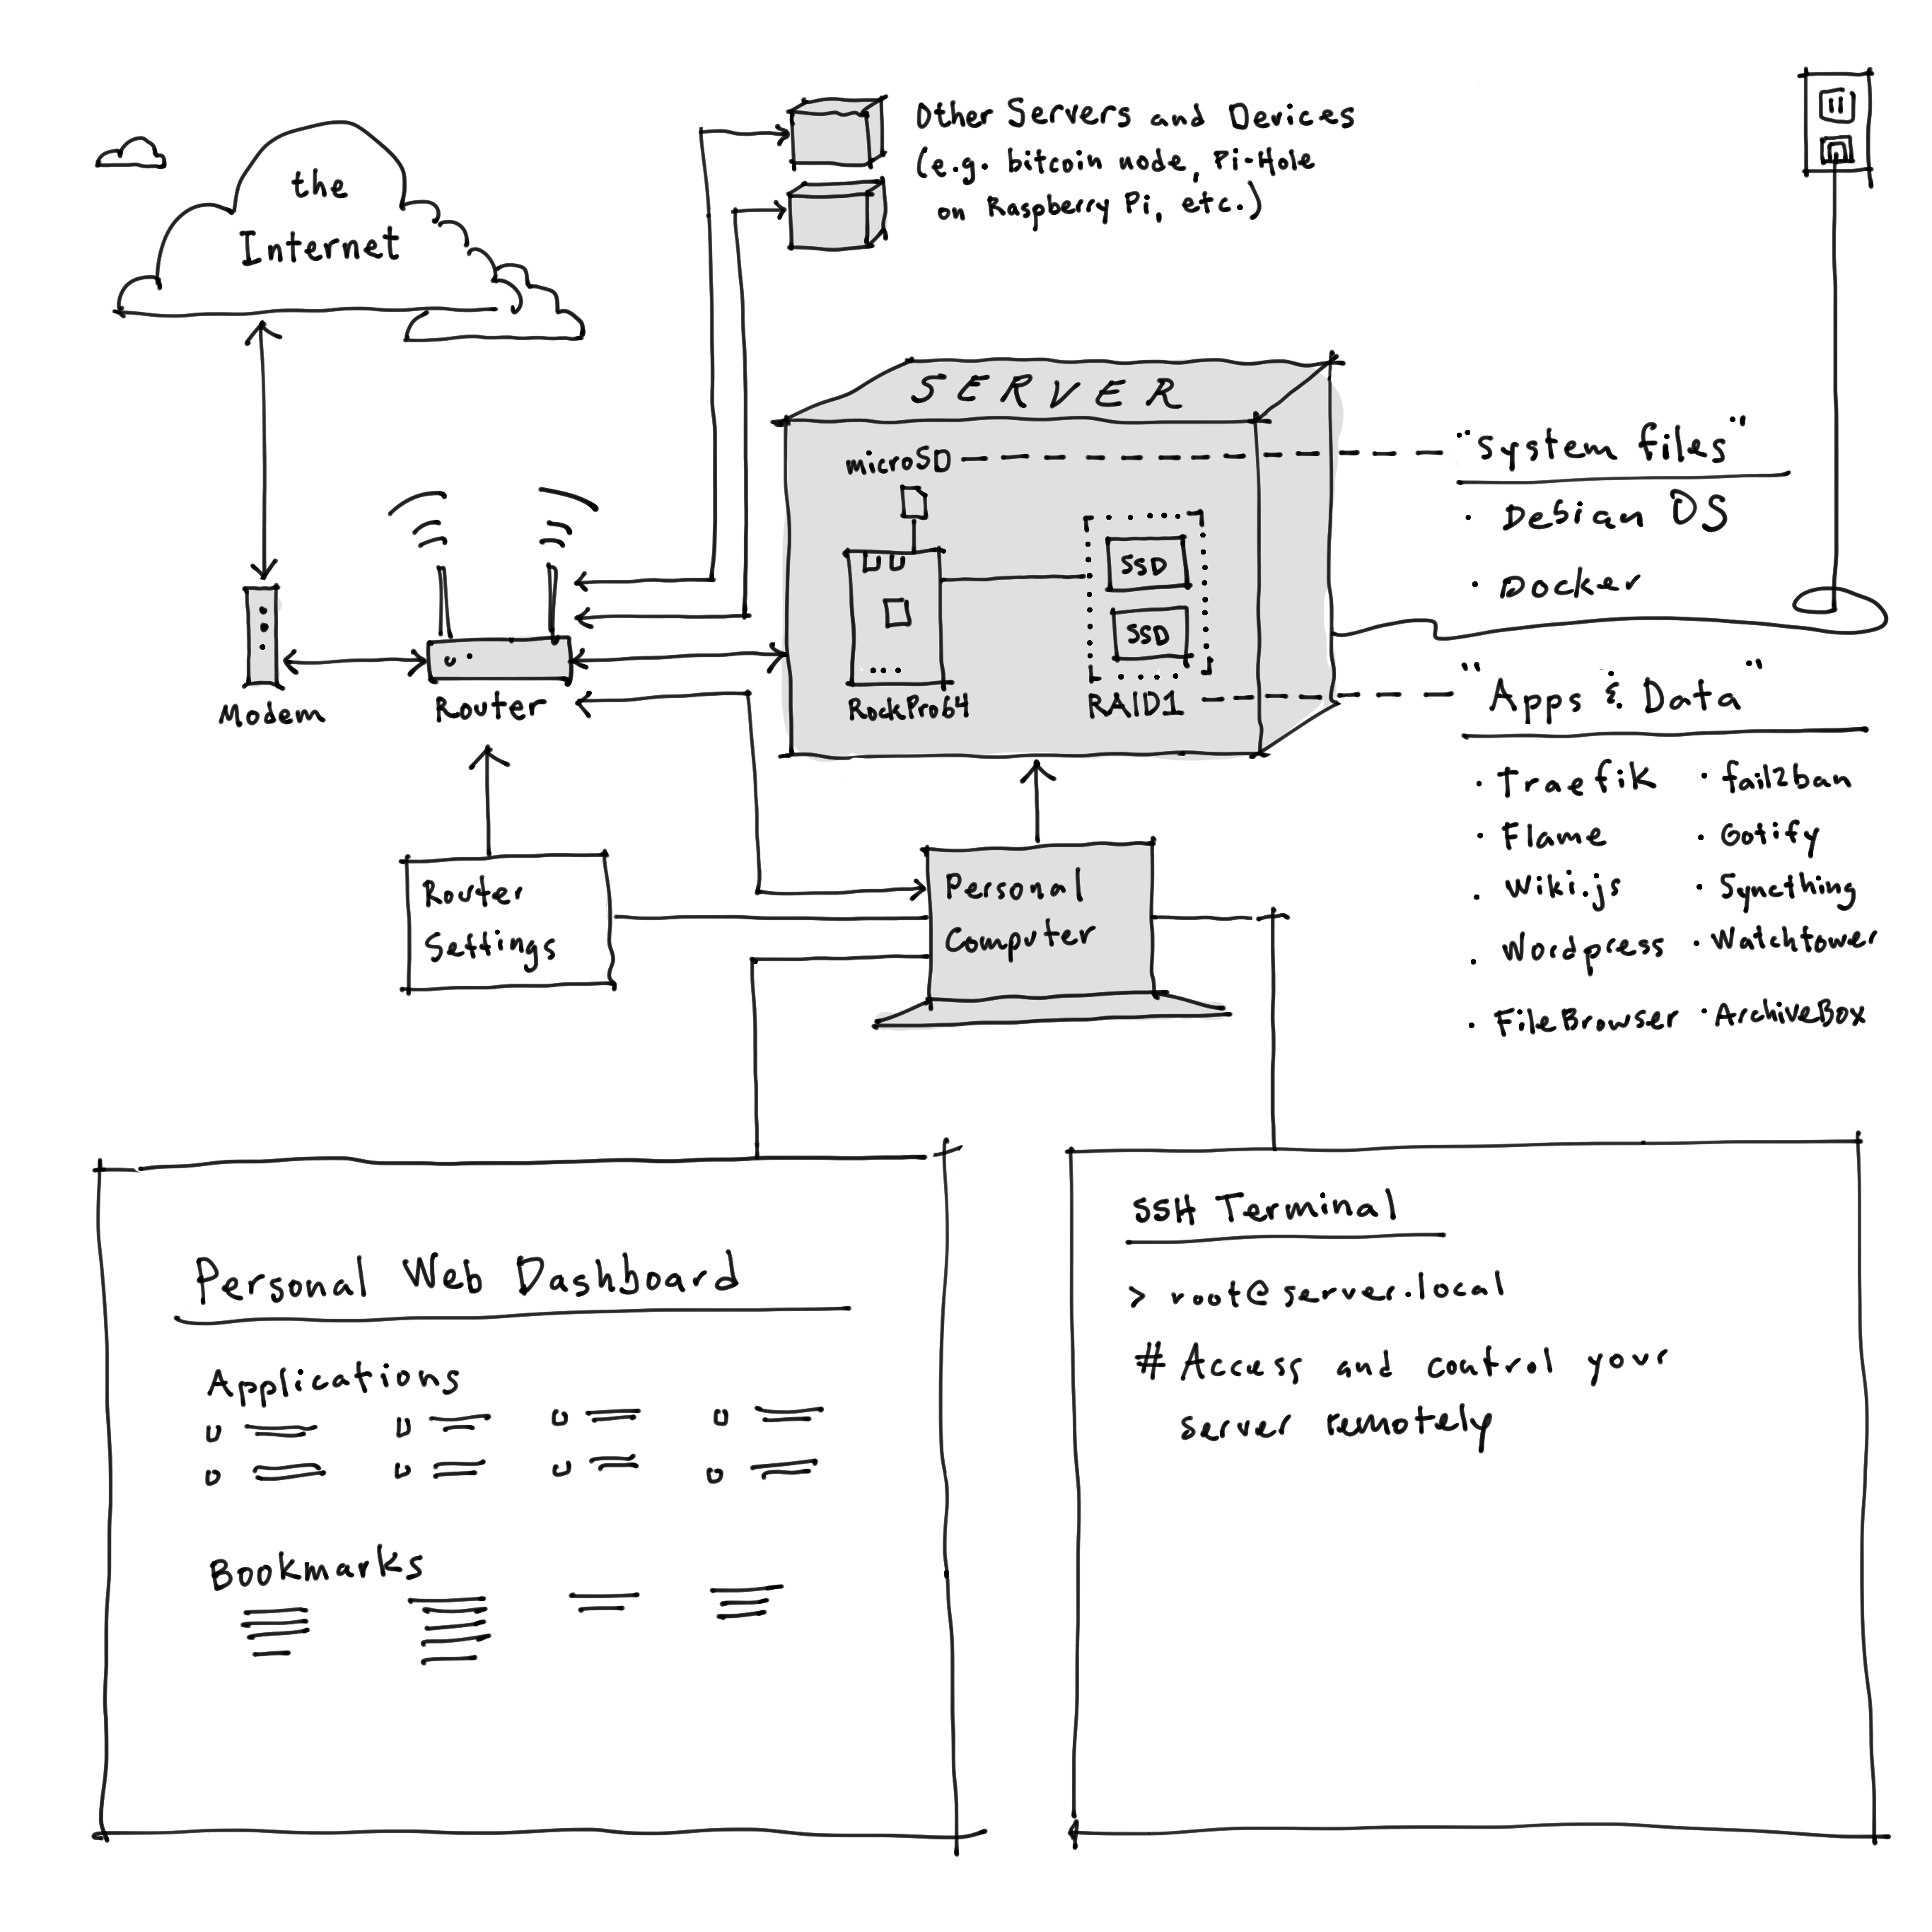 the
Internet
Other Servers and Devices
(e.g. bitcoin node, Pi-Hole
on Raspberry Pi, etc.)
SERVER
microSD
SSD
SSD
RockPro64
RAID1
"System files"
· Debian OS
· Docker
"Apps & Data"
· Traefik
· Flame
· Wiki.js
· Wordpress
· FileBrowser
· fail2ban
· Gotify
· Syncthing
· Watchtower
· ArchiveBox
Modem
Router
Router
Settings
Personal
Computer
Personal Web Dashboard
Applications
Bookmarks
SSH Terminal
> root@server.local
# Access and control your
server remotely